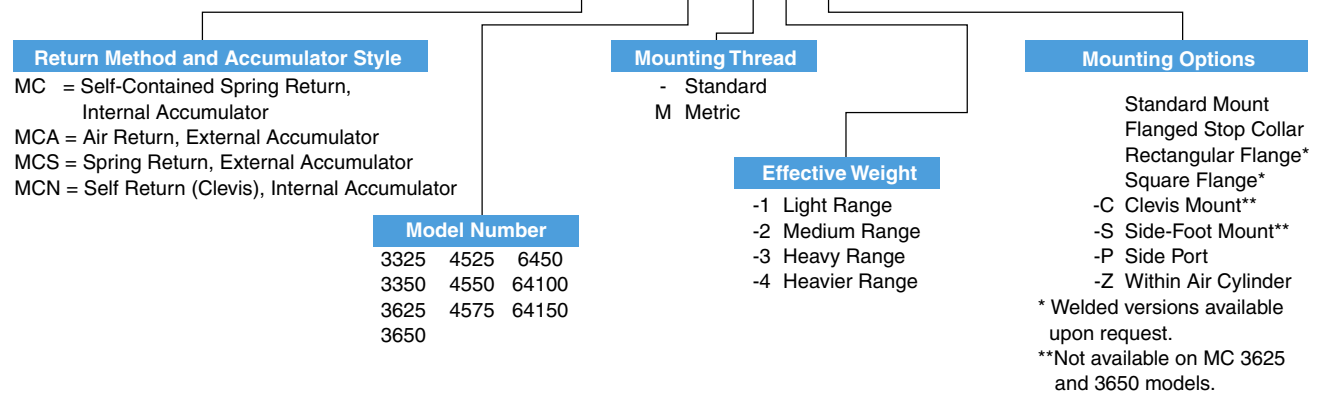 Return Method and Accumulator Style
MC = Self-Contained Spring Return,
Internal Accumulator
MCA = Air Return, External Accumulator
MCS = Spring Return, External Accumulator
MCN = Self Return (Clevis), Internal Accumulator
Model Number
3325 4525 6450
3350 4550 64100
3625 4575 64150
3650
Mounting Thread
- Standard
M Metric
Effective Weight
-1 Light Range
-2 Medium Range
-3 Heavy Range
-4 Heavier Range
Mounting Options
Standard Mount
Flanged Stop Collar
Rectangular Flange*
Square Flange*
-C Clevis Mount**
-S Side-Foot Mount**
-P Side Port
-Z Within Air Cylinder
* Welded versions available
upon request.
**Not available on MC 3625
and 3650 models.